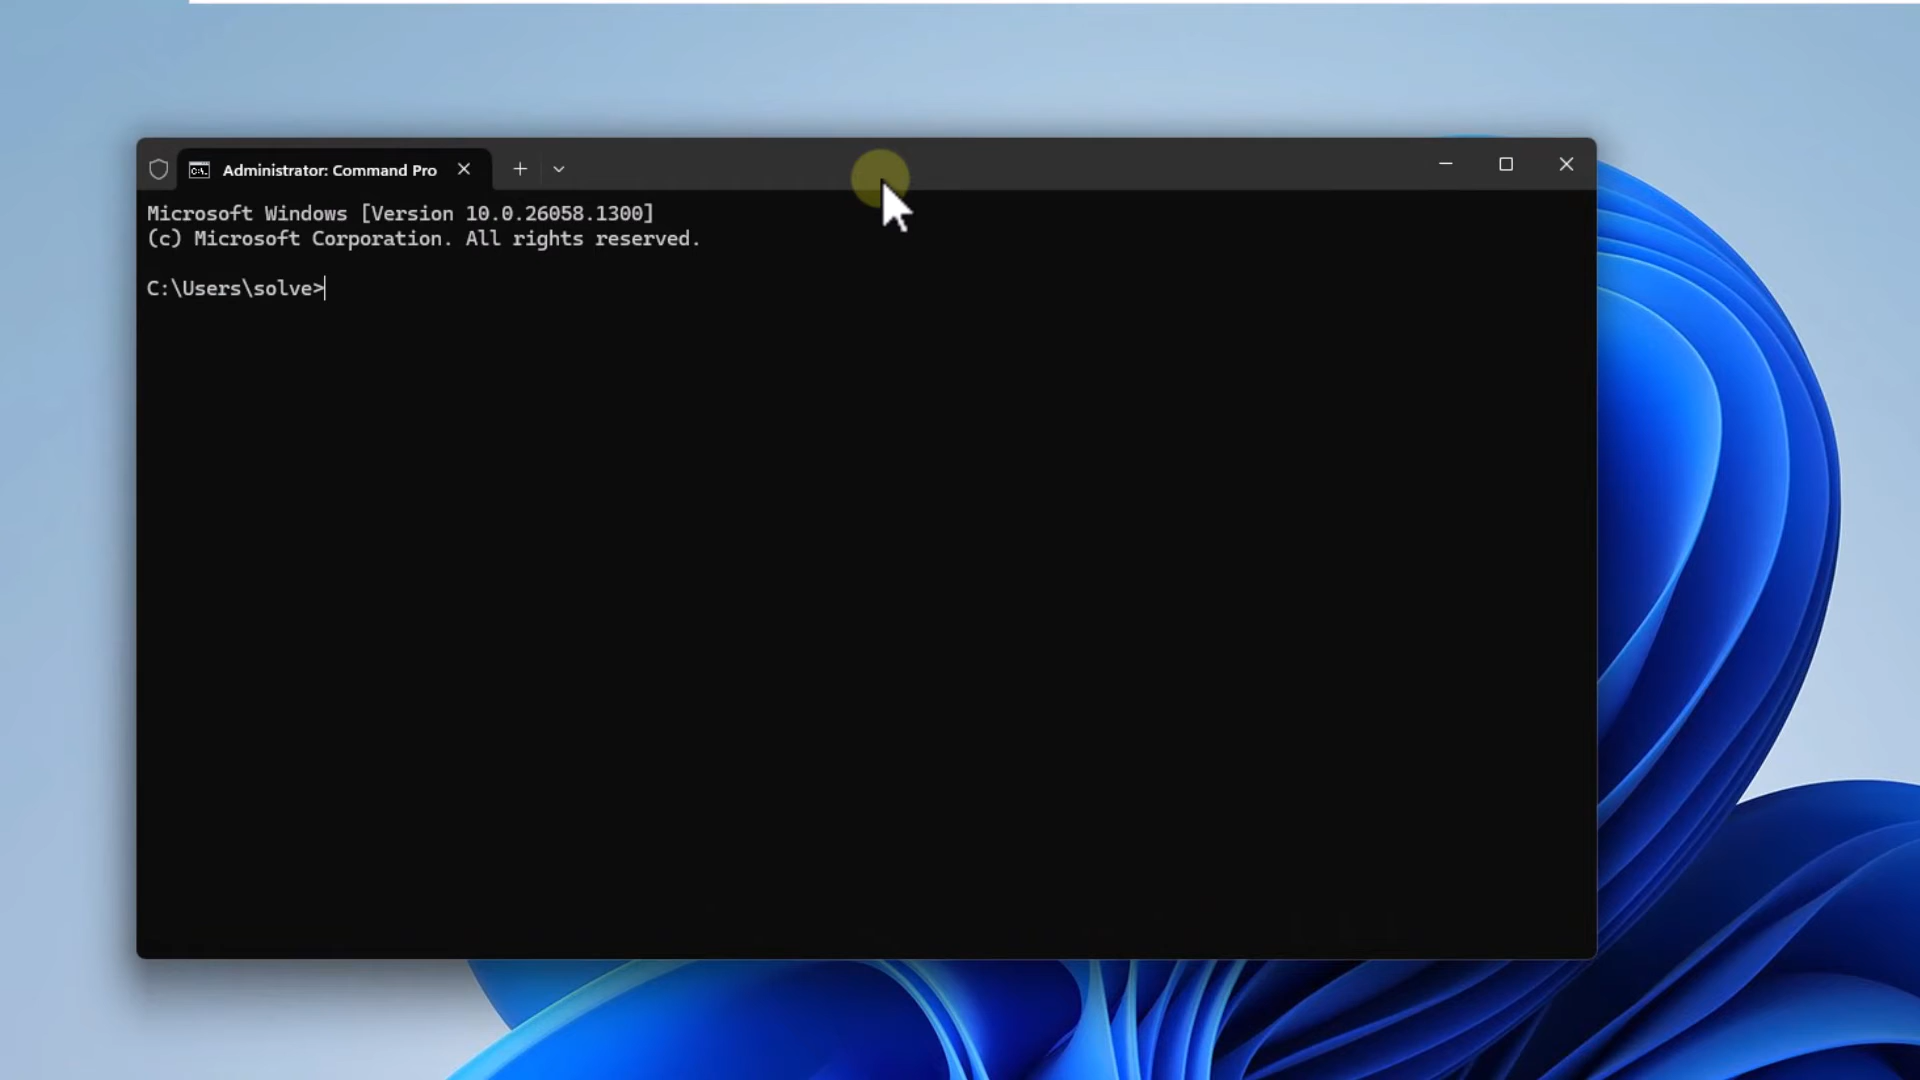 Administrator: Command Pro
Microsoft Windows [Version 10.0.26058.1300]
(c) Microsoft Corporation. All rights reserved.
C:\Users\solve>